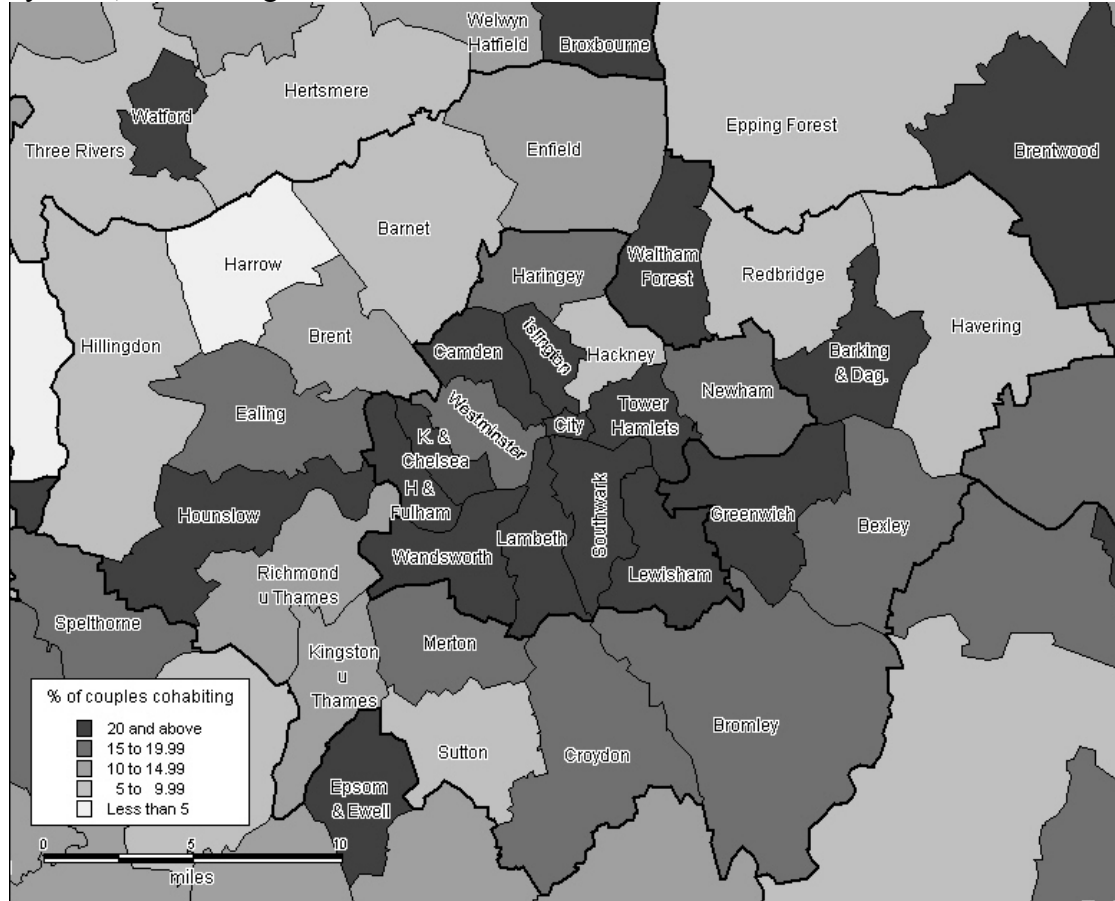 Welwyn
Hatfield
Broxbourne
Watford
Hertsmere
Three Rivers
Enfield
Epping Forest
Brentwood
Barnet
Harrow
Haringey
Waltham
Forest
Redbridge
Havering
Hillingdon
Brent
Camden
islington
Hackney
Barking
& Dag.
Newham
Ealing
Westminster
City
Tower
Hamlets
K. &
Chelsea
H &
Fulham
Hounslow
Wandsworth
Lambeth
Southwark
Greenwich
Bexley
Lewisham
Richmond
u Thames
Spelthorne
Kingston
u
Thames
Merton
Sutton
Croydon
Bromley
Epsom
& Ewell
% of couples cohabiting
20 and above
15 to 19.99
10 to 14.99
5 to 9.99
Less than 5
0 5 10
miles